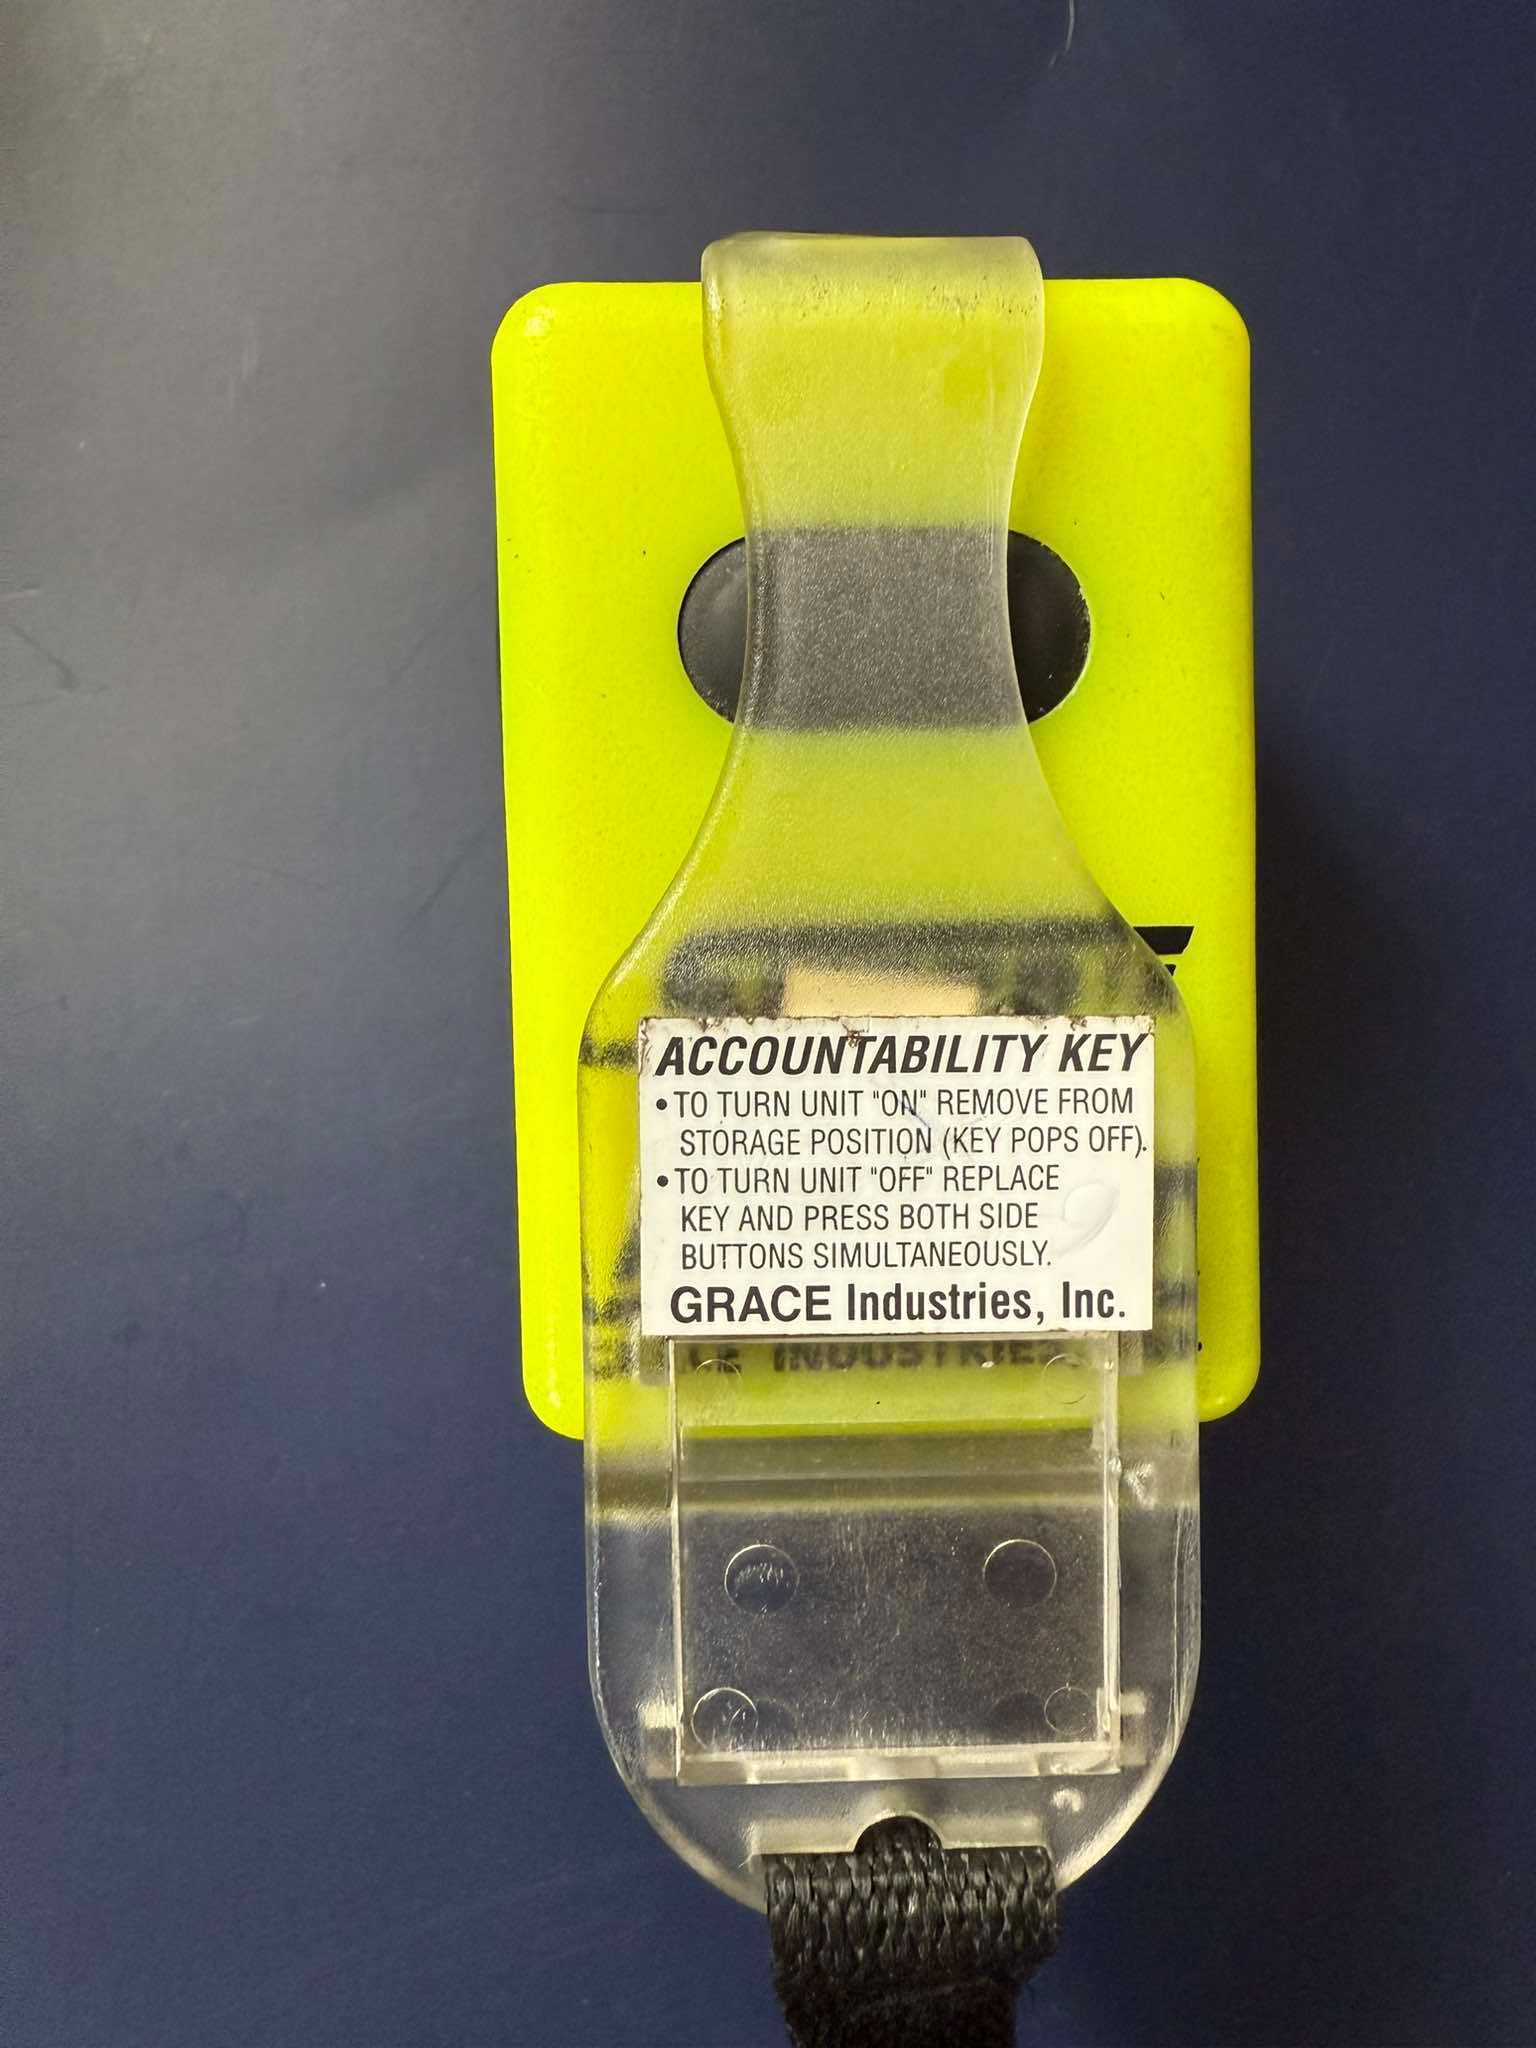 ACCOUNTABILITY KEY
• TO TURN UNIT "ON" REMOVE FROM
STORAGE POSITION (KEY POPS OFF).
• TO TURN UNIT "OFF" REPLACE
KEY AND PRESS BOTH SIDE
BUTTONS SIMULTANEOUSLY.
GRACE Industries, Inc.
INDUSTRIES